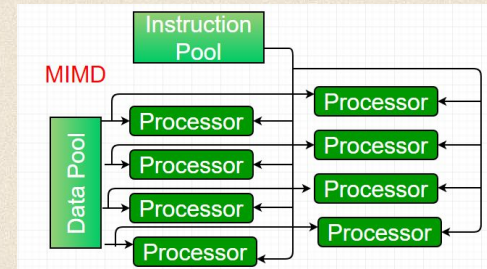 Instruction
Pool
MIMD
Processor
Processor
Processor
Processor
Data Pool
Processor
Processor
Processor
Processor